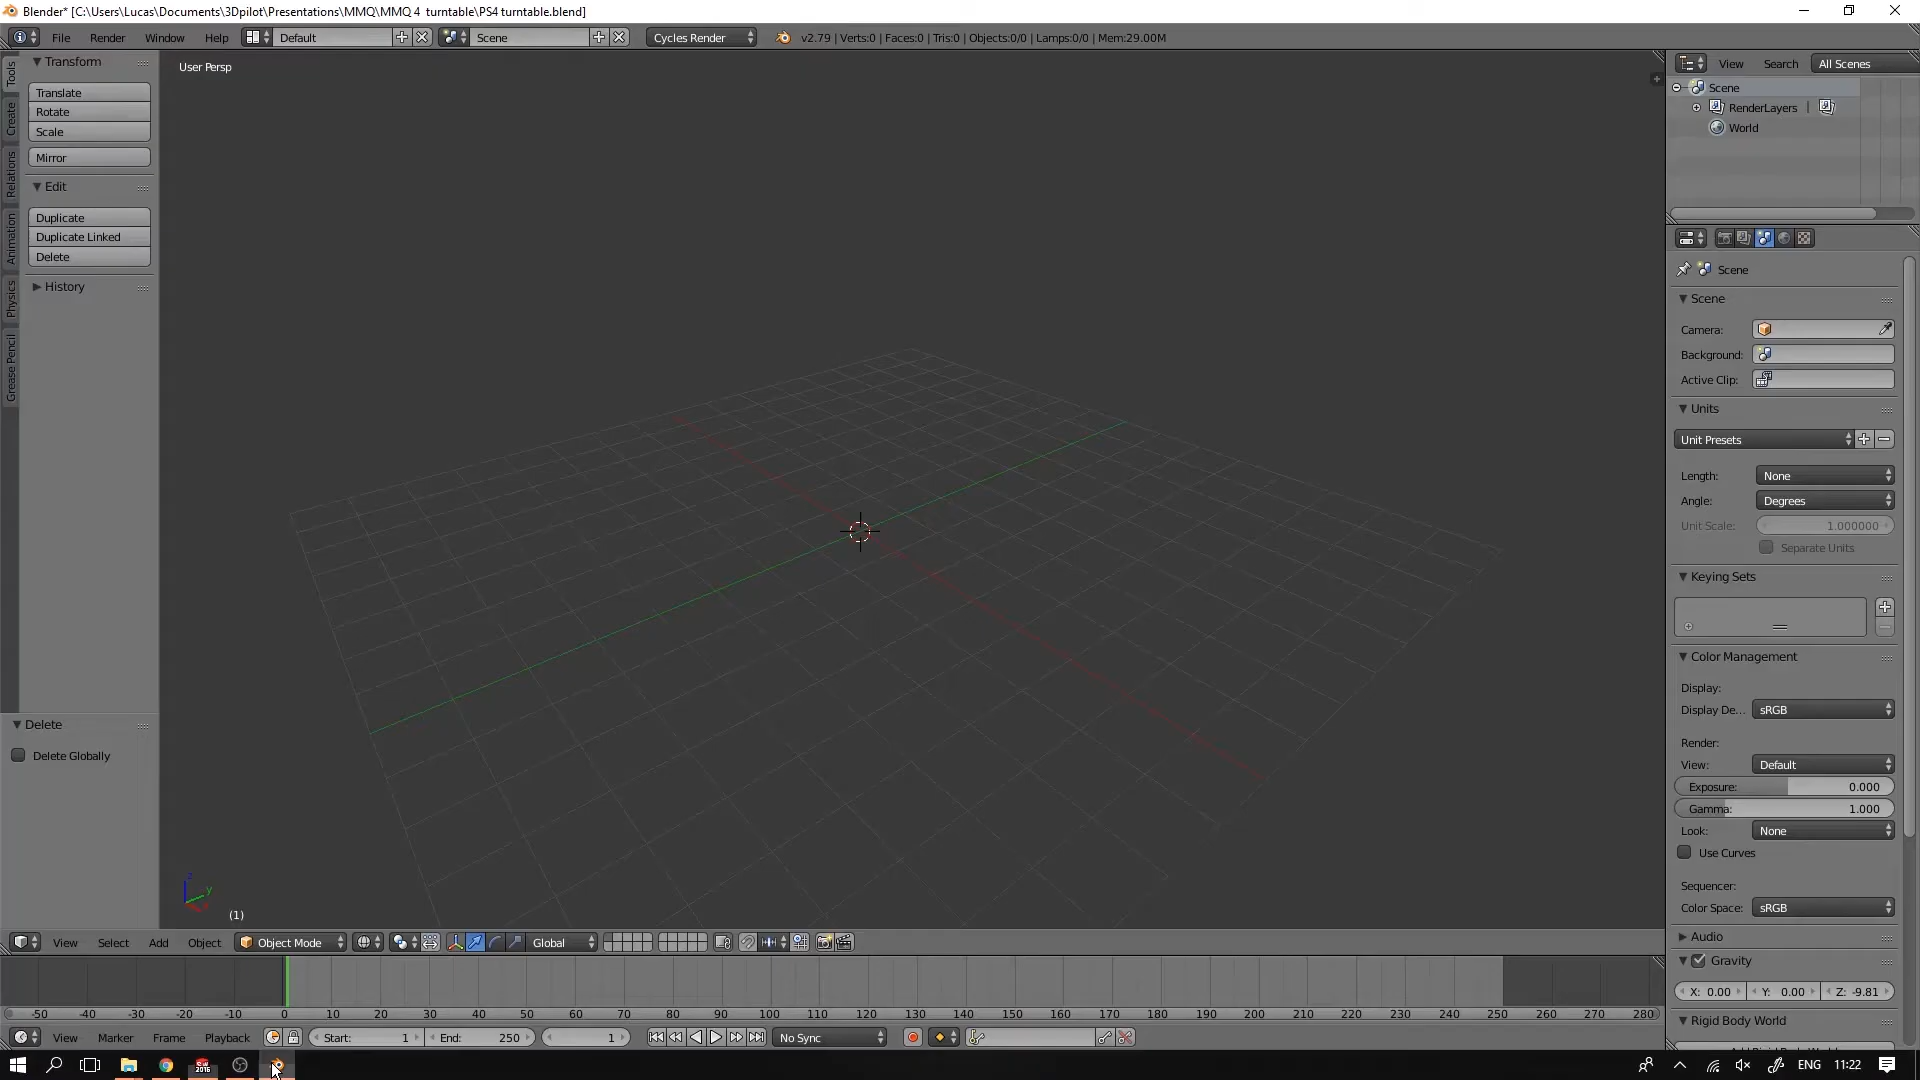 Blender* [C:\Users\Lucas\Documents\3Dpilot\Presentations\MMQ\MMQ 4 turntable\PS4 turntable.blend]
File Render Window Help Default Scene Cycles Render v2.79 | Verts:0 | Faces:0 | Tris:0 | Objects:0/0 | Lamps:0/0 | Mem:29.00M
Tools
Create
Relations
Animation
Physics
Grease Pencil
Transform
Translate
Rotate
Scale
Mirror
Edit
Duplicate
Duplicate Linked
Delete
History
Delete
Delete Globally
User Persp
z
y
(1)
View Select Add Object Object Mode Global
-50 -40 -30 -20 -10 0 10 20 30 40 50 60 70 80 90 100 110 120 130 140 150 160 170 180 190 200 210 220 230 240 250 260 270 280
View Marker Frame Playback Start: 1 End: 250 1 No Sync
View Search All Scenes
Scene
RenderLayers |
World
Scene
Scene
Camera:
Background:
Active Clip:
Units
Unit Presets
Length: None
Angle: Degrees
Unit Scale: 1.000000
Separate Units
Keying Sets
Color Management
Display:
Display De... sRGB
Render:
View: Default
Exposure: 0.000
Gamma: 1.000
Look: None
Use Curves
Sequencer:
Color Space: sRGB
Audio
Gravity
X: 0.00 Y: 0.00 Z: -9.81
Rigid Body World
SW
2016
ENG 11:22